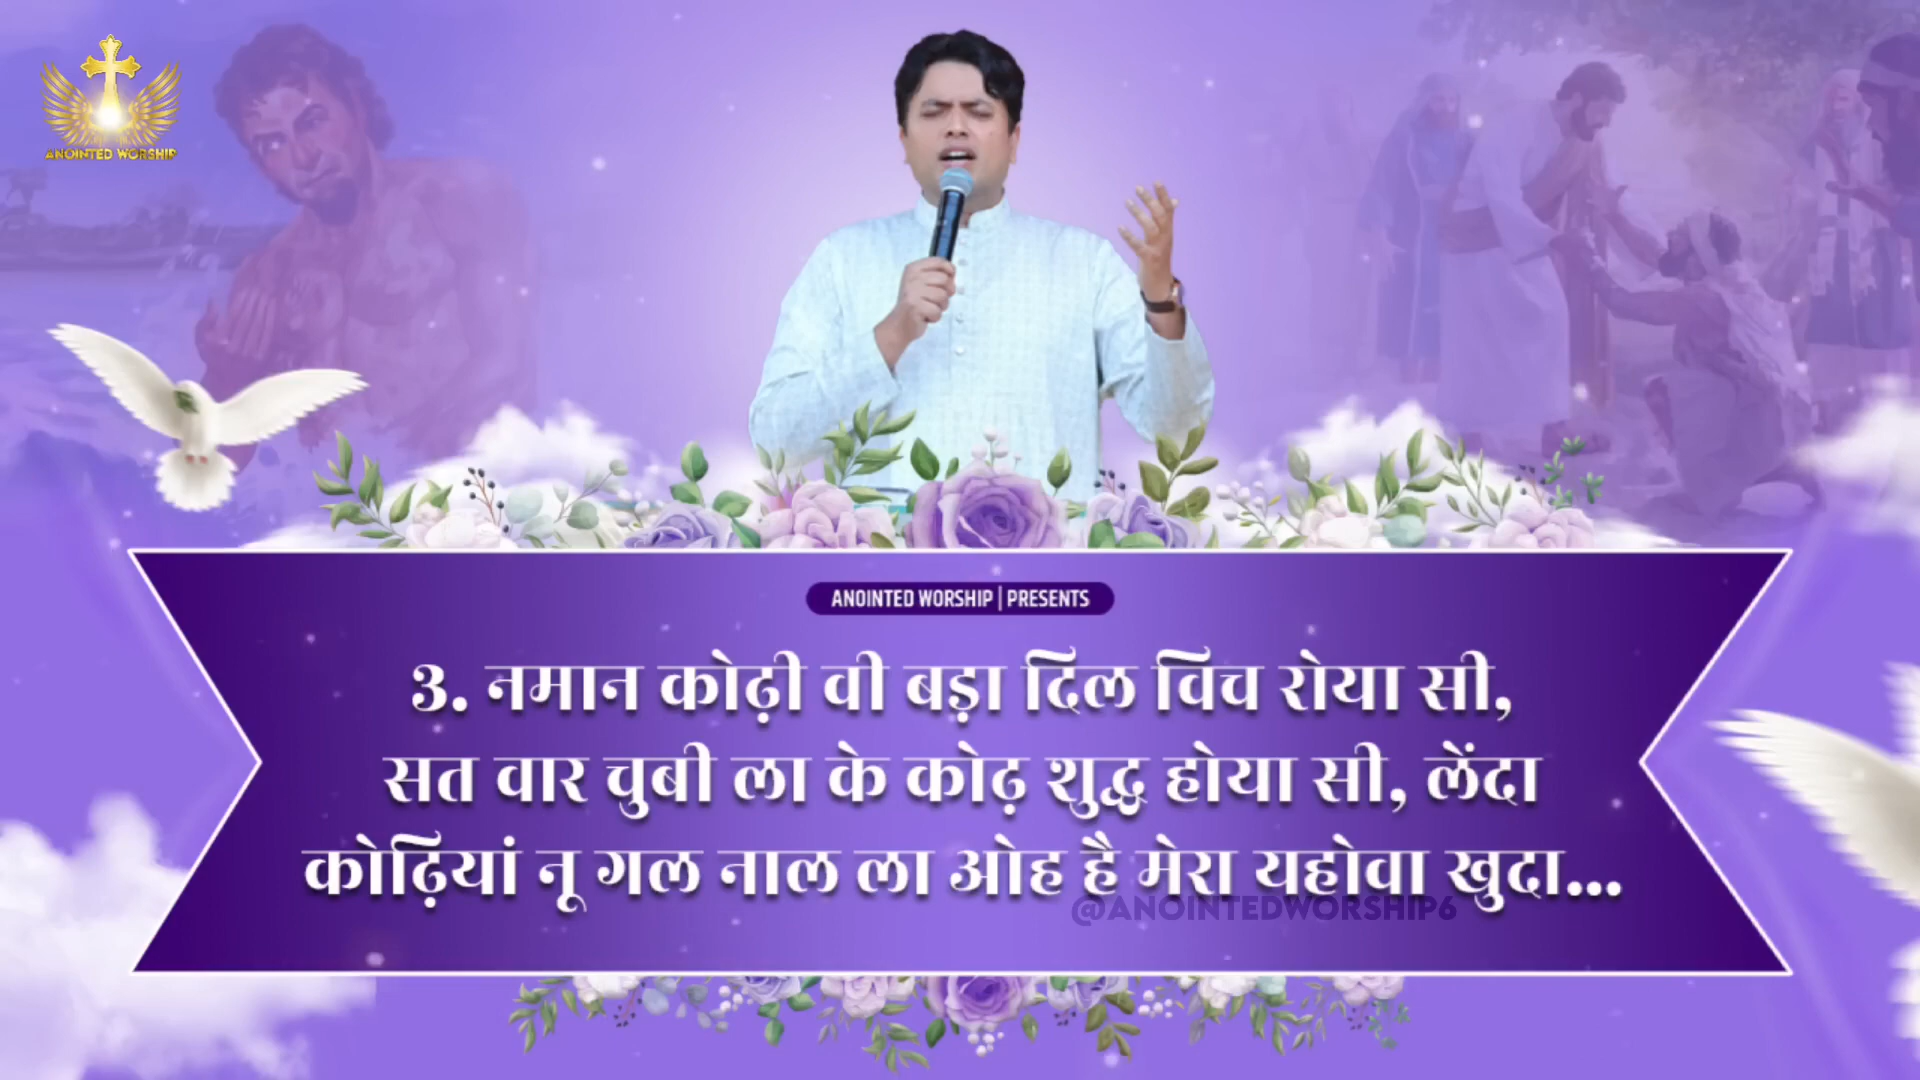 ANOINTED WORSHIP
ANOINTED WORSHIP | PRESENTS
3. नमान कोढ़ी वी बड़ा दिल विच रोया सी,
सत वार चुबी ला के कोढ़ शुद्ध होया सी, लेंदा
कोढ़ियां नू गल नाल ला ओह है मेरा यहोवा खुदा...
@ANOINTEDWORSHIP6